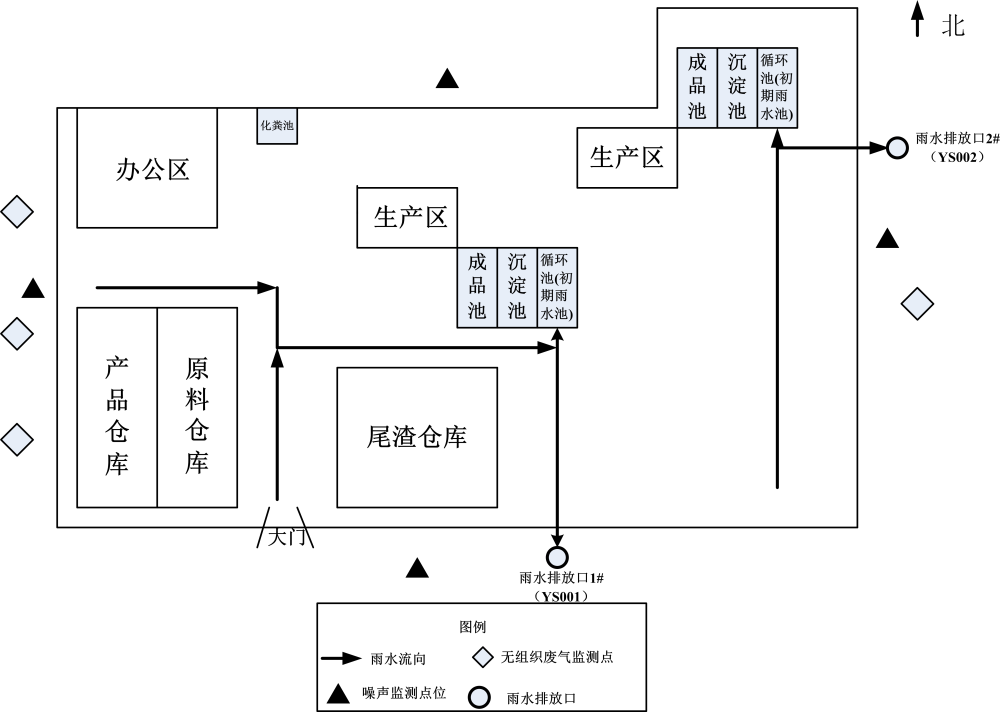 北
成品池
沉淀池
循环
池(初
期雨
水池)
化粪池
雨水排放口2#
（YS002）
办公区
生产区
生产区
成品池
沉淀池
循环
池(初
期雨
水池)
产品仓库
原料仓库
尾渣仓库
大门
雨水排放口1#
（YS001）
图例
雨水流向
无组织废气监测点
噪声监测点位
雨水排放口